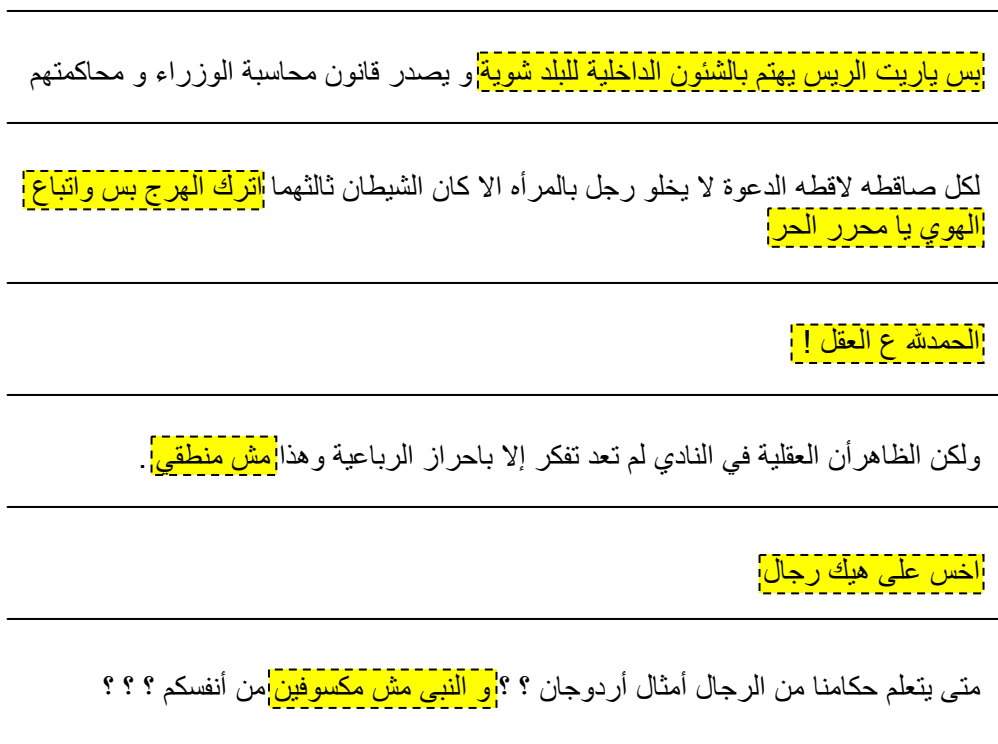 بس ياريت الريس يهتم بالشئون الداخلية للبلد شوية و يصدر قانون محاسبة الوزراء و محاكمتهم
لكل صاقطه لاقطه الدعوة لا يخلو رجل بالمرأه الا كان الشيطان ثالثهما اترك الهرج بس واتباع
الهوي يا محرر الحر
الحمدلله ع العقل !
ولكن الظاهرأن العقلية في النادي لم تعد تفكر إلا باحراز الرباعية وهذا مش منطقي.
اخس على هيك رجال
متى يتعلم حكامنا من الرجال أمثال أردوجان ؟ ؟ و النبى مش مكسوفين من أنفسكم ؟ ؟ ؟